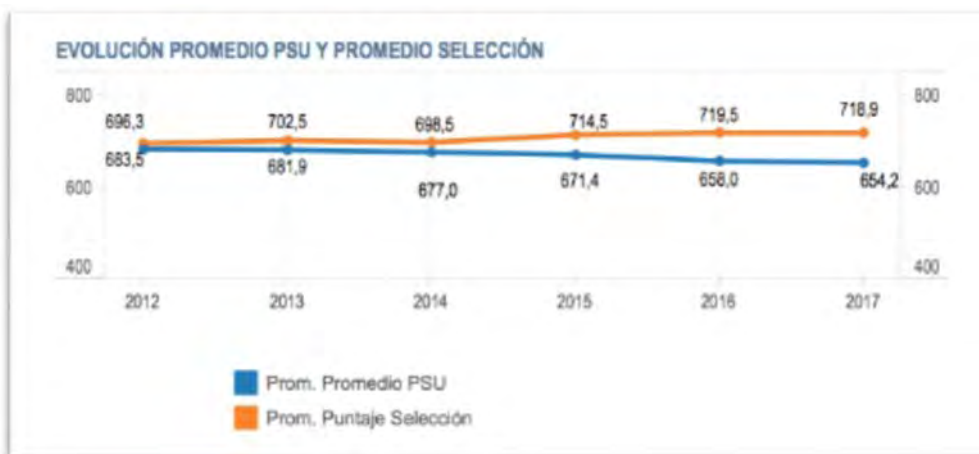 EVOLUCIÓN PROMEDIO PSU Y PROMEDIO SELECCIÓN
800 800
696,3 702,5 698,5 714,5 719,5 718,9
683,5 681,9 677,0 671,4 658,0 654,2
600 600
400 400
2012 2013 2014 2015 2016 2017
Prom. Promedio PSU
Prom. Puntaje Selección